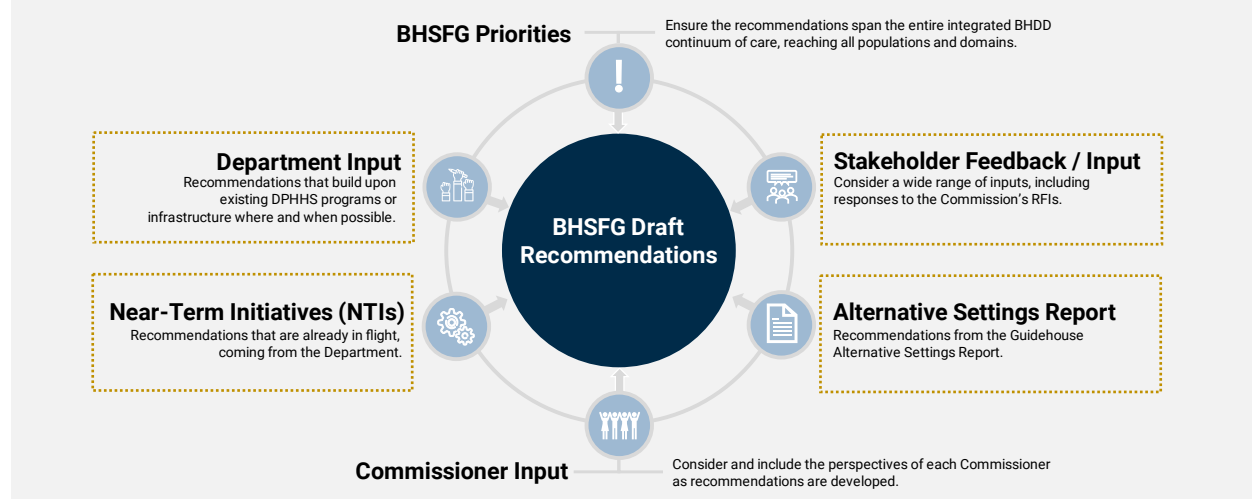 BHSFG Priorities
Ensure the recommendations span the entire integrated BHDD
continuum of care, reaching all populations and domains.
Department Input
Recommendations that build upon
existing DPHHS programs or
infrastructure where and when possible.
Stakeholder Feedback / Input
Consider a wide range of inputs, including
responses to the Commission's RFIs.
BHSFG Draft
Recommendations
Near-Term Initiatives (NTIs)
Recommendations that are already in flight,
coming from the Department.
Alternative Settings Report
Recommendations from the Guidehouse
Alternative Settings Report.
Commissioner Input
Consider and include the perspectives of each Commissioner
as recommendations are developed.